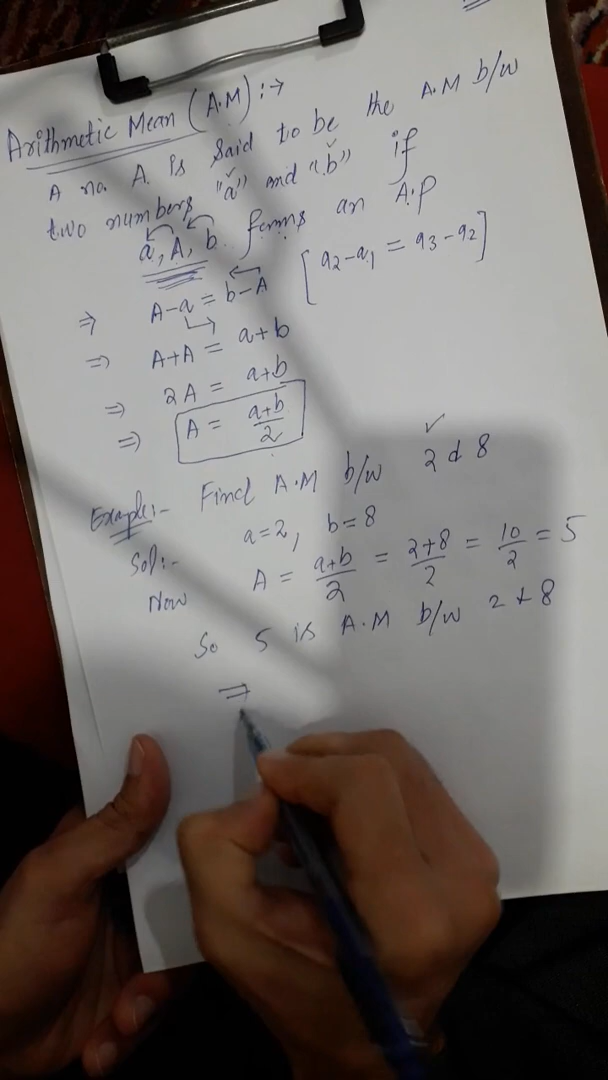 Arithmetic Mean (A.M) :→
A no. A is said to be the A.M b/w
two numbers "a" and "b" if
a, A, b forms an A.P
⇒ A-a = b-A [a₂-a₁ = a₃-a₂]
⇒ A+A = a+b
⇒ 2A = a+b
⇒ A = a+b/2
Example:- Find A.M b/w 2 & 8
Sol:- a=2, b=8
Now A = a+b/2 = 2+8/2 = 10/2 = 5
So 5 is A.M b/w 2 & 8
⇒